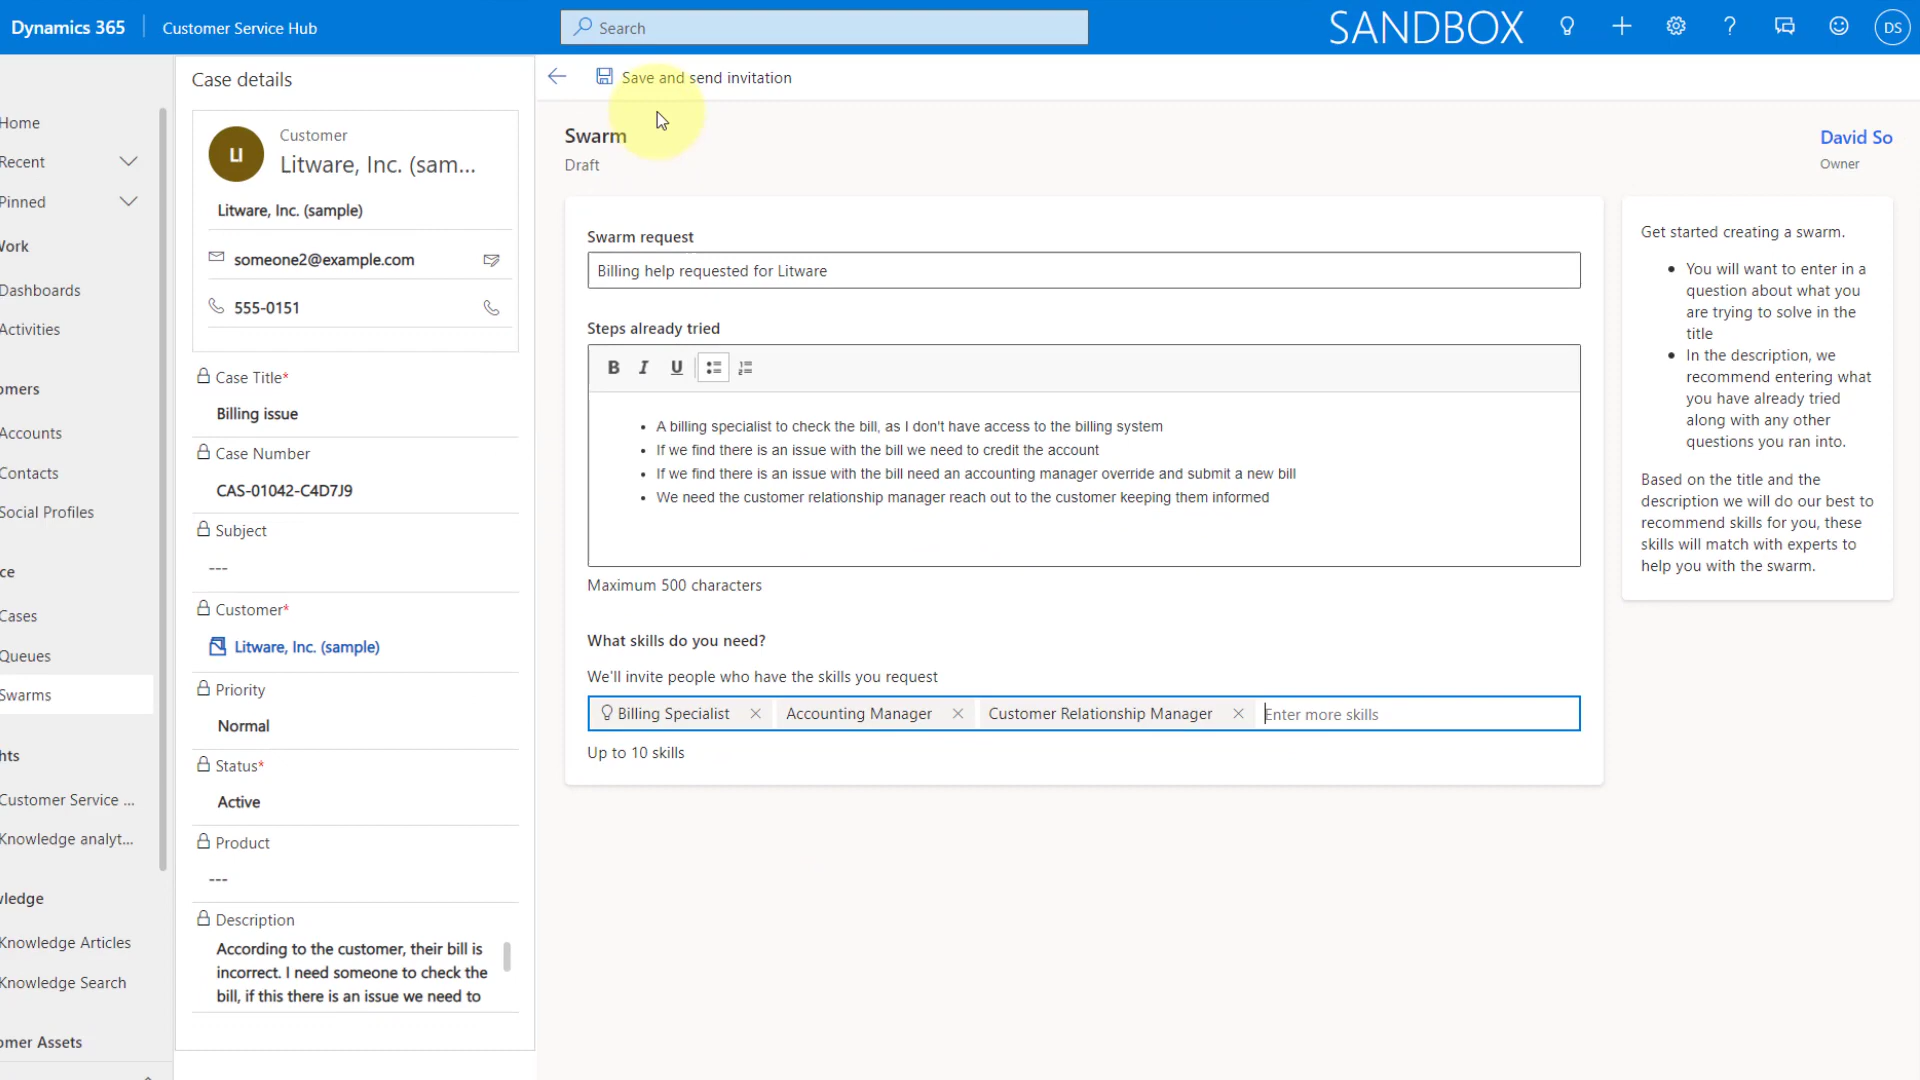 Dynamics 365
Customer Service Hub
Search
SANDBOX
DS
Home
Recent
Pinned
Work
Dashboards
Activities
omers
Accounts
Contacts
Social Profiles
ce
Cases
Queues
Swarms
hts
Customer Service ...
Knowledge analyt...
wledge
Knowledge Articles
Knowledge Search
omer Assets
Case details
LI
Customer
Litware, Inc. (sam...
Litware, Inc. (sample)
someone2@example.com
555-0151
Case Title*
Billing issue
Case Number
CAS-01042-C4D7J9
Subject
---
Customer*
Litware, Inc. (sample)
Priority
Normal
Status*
Active
Product
---
Description
According to the customer, their bill is
incorrect. I need someone to check the
bill, if this there is an issue we need to
Save and send invitation
Swarm
Draft
David So
Owner
Swarm request
Billing help requested for Litware
Steps already tried
B I U
• A billing specialist to check the bill, as I don't have access to the billing system
• If we find there is an issue with the bill we need to credit the account
• If we find there is an issue with the bill need an accounting manager override and submit a new bill
• We need the customer relationship manager reach out to the customer keeping them informed
Maximum 500 characters
What skills do you need?
We'll invite people who have the skills you request
Billing Specialist
Accounting Manager
Customer Relationship Manager
Enter more skills
Up to 10 skills
Get started creating a swarm.
• You will want to enter in a
question about what you
are trying to solve in the
title
• In the description, we
recommend entering what
you have already tried
along with any other
questions you ran into.
Based on the title and the
description we will do our best to
recommend skills for you, these
skills will match with experts to
help you with the swarm.